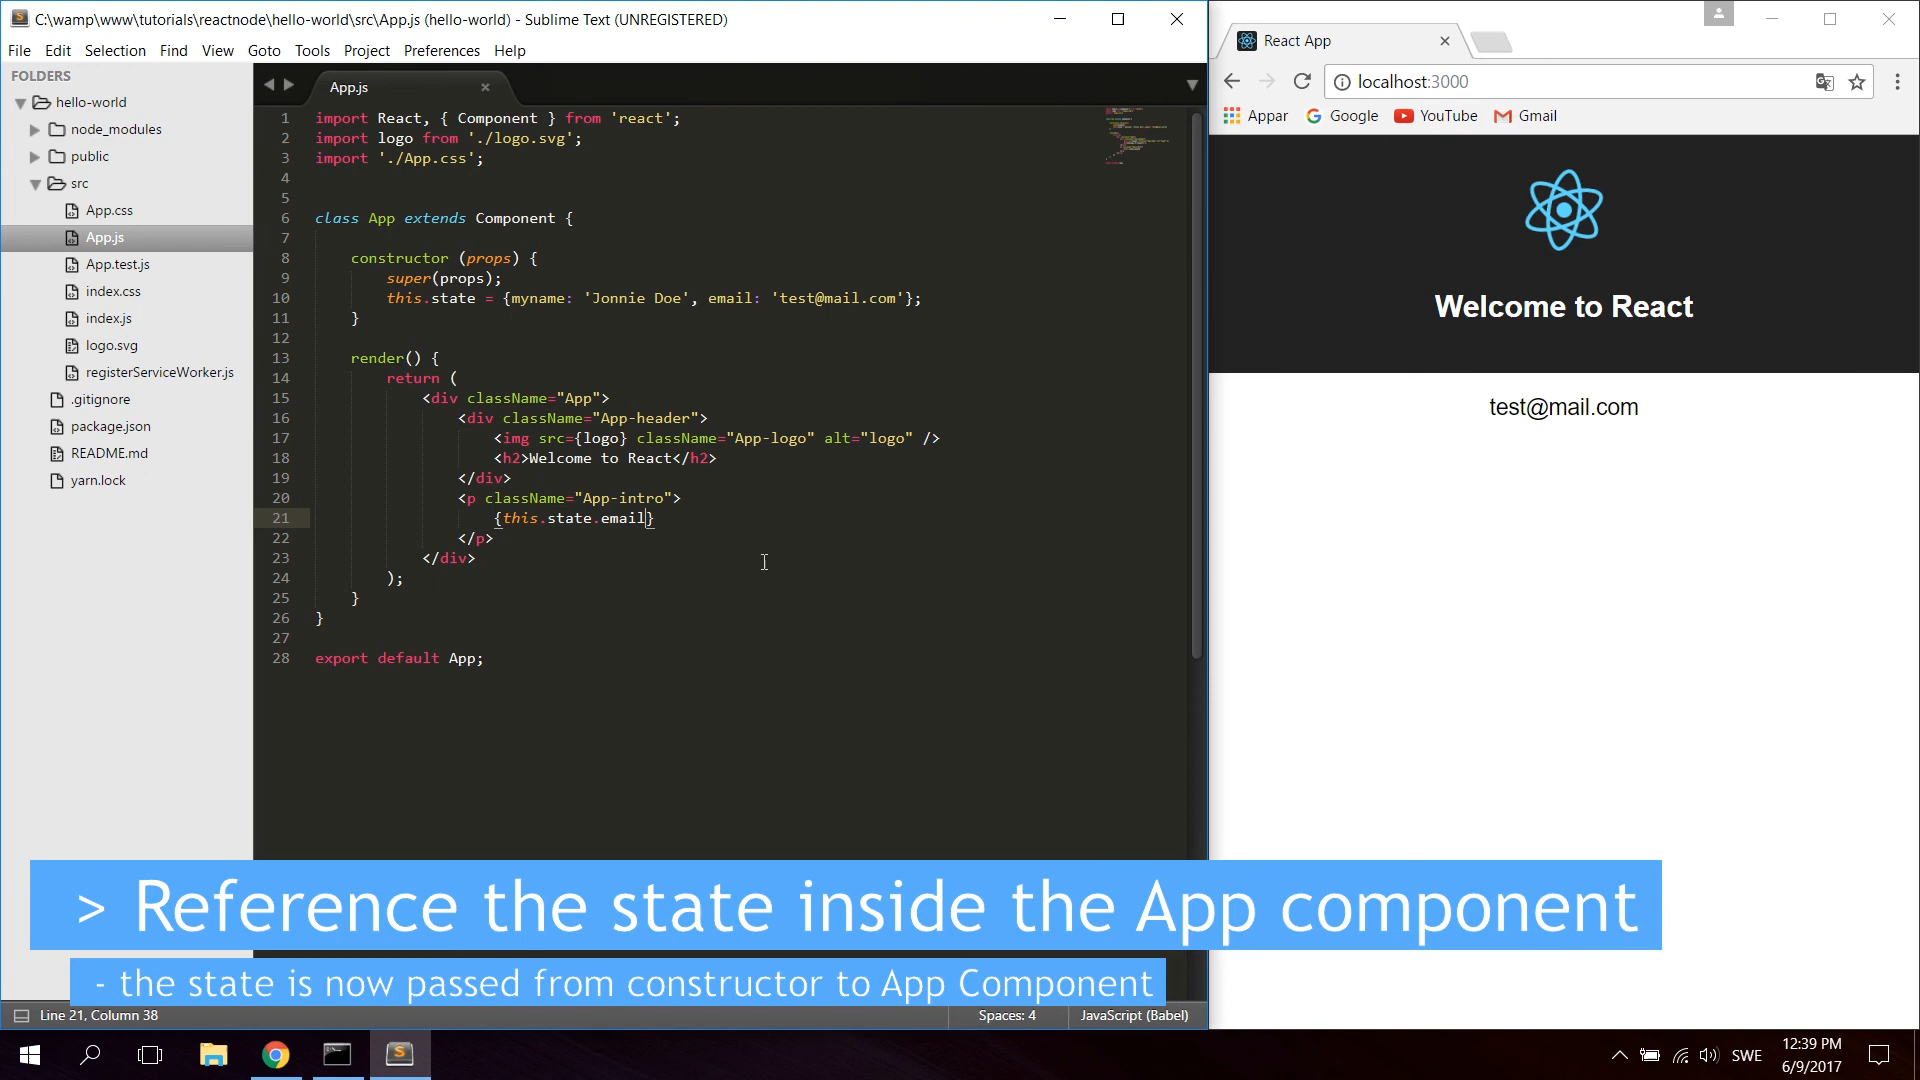 C:\wamp\www\tutorials\reactnode\hello-world\src\App.js (hello-world) - Sublime Text (UNREGISTERED)
File Edit Selection Find View Goto Tools Project Preferences Help
FOLDERS
hello-world
node_modules
public
src
App.css
App.js
App.test.js
index.css
index.js
logo.svg
registerServiceWorker.js
.gitignore
package.json
README.md
yarn.lock
App.js
1 import React, { Component } from 'react';
2 import logo from './logo.svg';
3 import './App.css';
4
5
6 class App extends Component {
7
8 constructor (props) {
9 super(props);
10 this.state = {myname: 'Jonnie Doe', email: 'test@mail.com'};
11 }
12
13 render() {
14 return (
15 <div className="App">
16 <div className="App-header">
17 <img src={logo} className="App-logo" alt="logo" />
18 <h2>Welcome to React</h2>
19 </div>
20 <p className="App-intro">
21 {this.state.email}
22 </p>
23 </div>
24 );
25 }
26 }
27
28 export default App;
React App
localhost:3000
Appar Google YouTube Gmail
Welcome to React
test@mail.com
> Reference the state inside the App component
- the state is now passed from constructor to App Component
Line 21, Column 38 Spaces: 4 JavaScript (Babel)
SWE
12:39 PM
6/9/2017